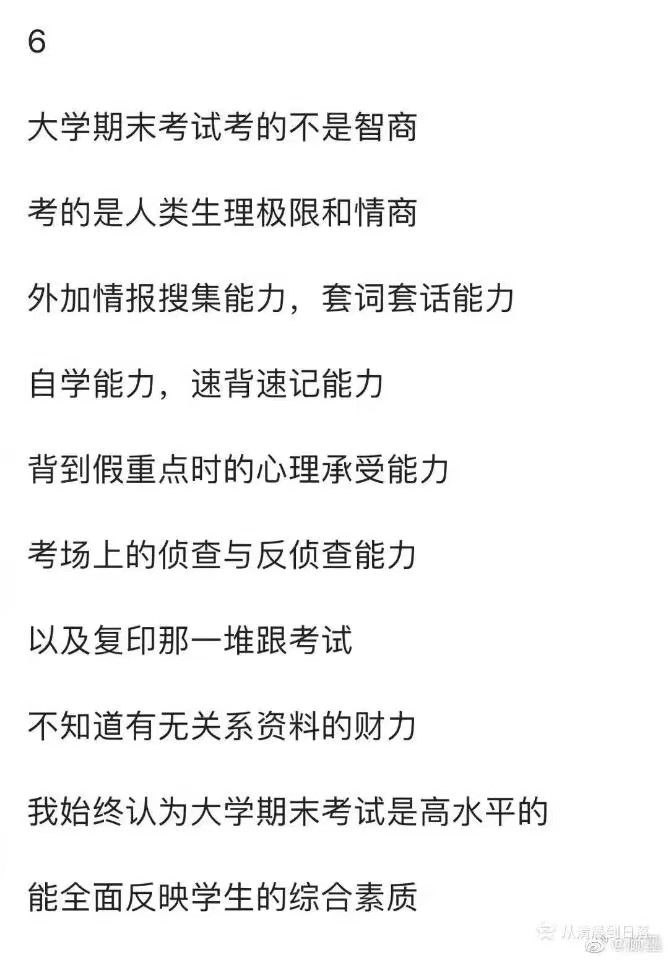 6
大学期末考试考的不是智商
考的是人类生理极限和情商
外加情报搜集能力，套词套话能力
自学能力，速背速记能力
背到假重点时的心理承受能力
考场上的侦查与反侦查能力
以及复印那一堆跟考试
不知道有无关系资料的财力
我始终认为大学期末考试是高水平的
能全面反映学生的综合素质
从清晨到日落